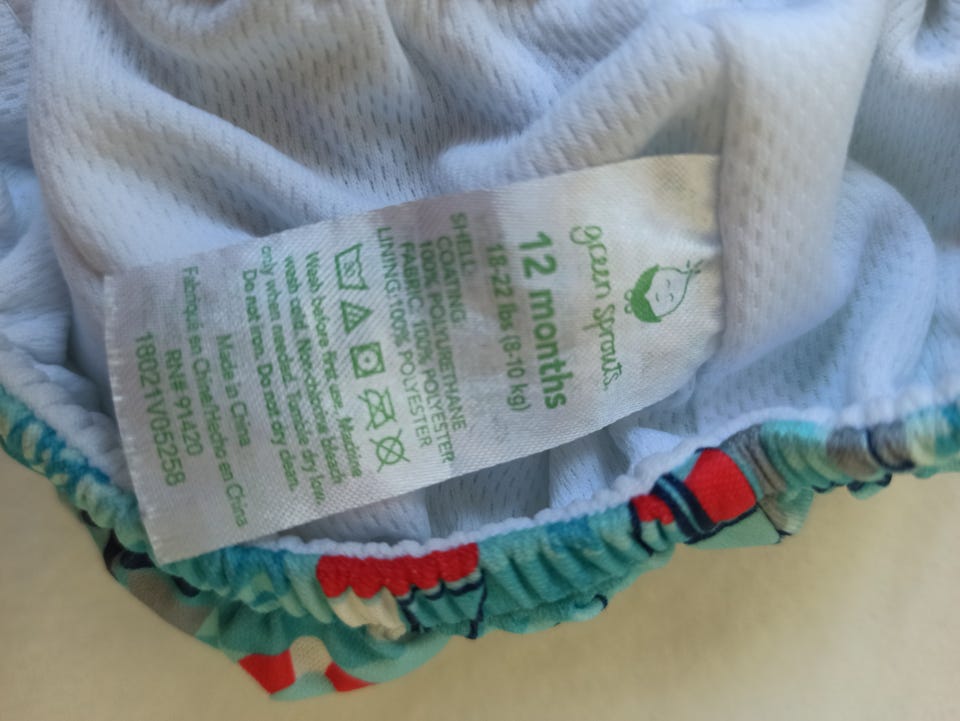 green sprouts
12 months
18-22 lbs (8-10 kg)
SHELL:
COATING: POLYURETHANE
100% POLYURETHANE
FABRIC: 100% POLYESTER
LINING:100% POLYESTER
Wash before first use. Machine
wash cold. Non-chlorine bleach
only when needed. Tumble dry low.
Do not iron. Do not dry clean.
Made in China
Fabriqué en Chine/Hecho en China
RN# 91420
18021V05258